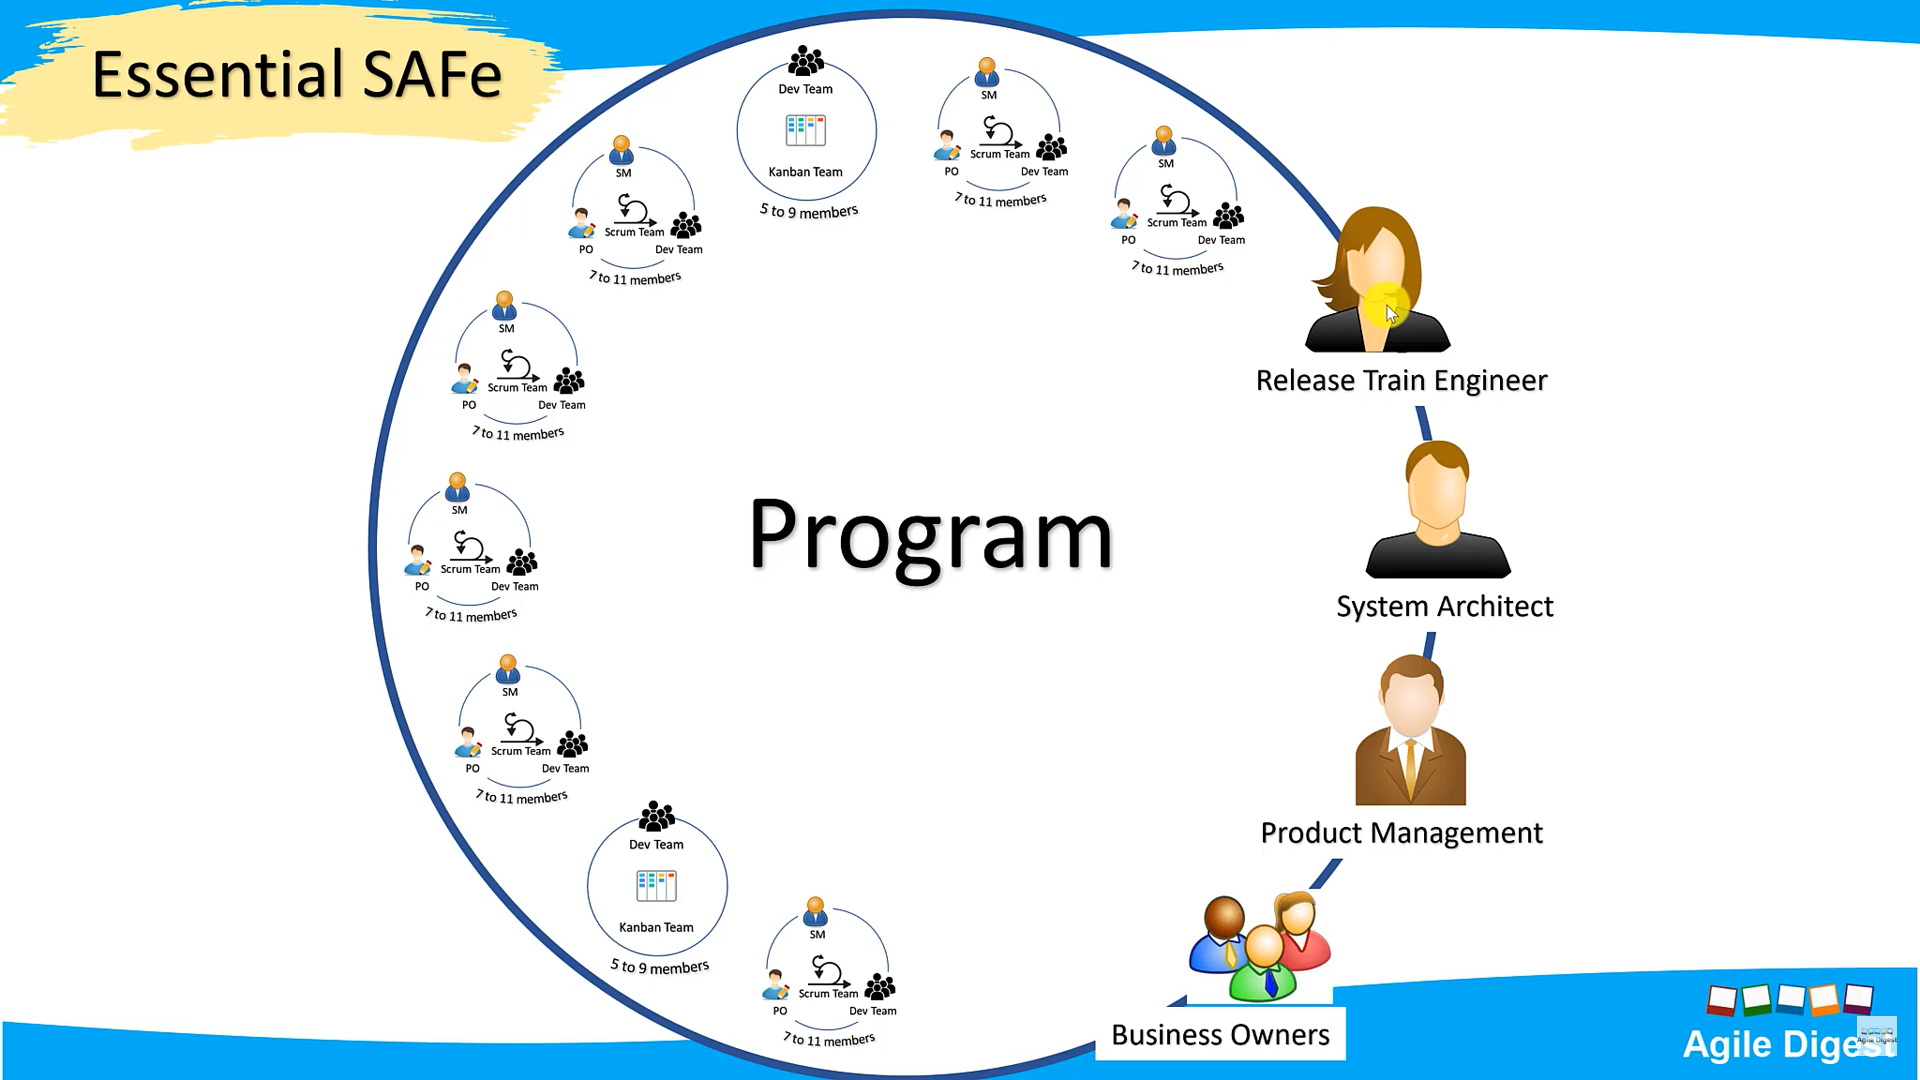 Essential SAFe
Dev Team
Kanban Team
5 to 9 members
SM
Scrum Team
PO
Dev Team
7 to 11 members
SM
Scrum Team
PO
Dev Team
7 to 11 members
SM
Scrum Team
PO
Dev Team
7 to 11 members
SM
Scrum Team
PO
Dev Team
7 to 11 members
SM
Scrum Team
PO
Dev Team
7 to 11 members
SM
Scrum Team
PO
Dev Team
7 to 11 members
Dev Team
Kanban Team
5 to 9 members
SM
Scrum Team
PO
Dev Team
7 to 11 members
Program
Release Train Engineer
System Architect
Product Management
Business Owners
Agile Digest
Agile Digest